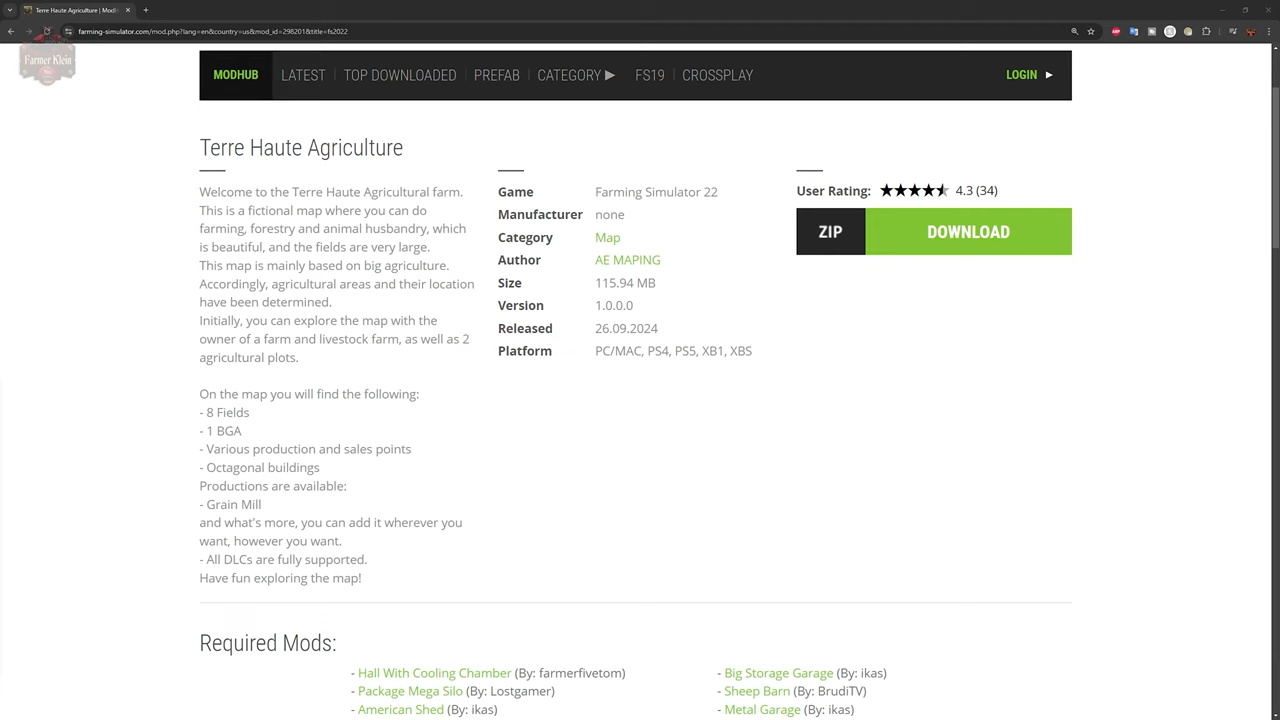 Terre Haute Agriculture | Mod
farming-simulator.com/mod.php?lang=en&country=us&mod_id=298201&title=fs2022
Farmer Klein
MODHUB LATEST TOP DOWNLOADED PREFAB CATEGORY ▶ FS19 CROSSPLAY LOGIN ▶
Terre Haute Agriculture
Welcome to the Terre Haute Agricultural farm.
This is a fictional map where you can do
farming, forestry and animal husbandry, which
is beautiful, and the fields are very large.
This map is mainly based on big agriculture.
Accordingly, agricultural areas and their location
have been determined.
Initially, you can explore the map with the
owner of a farm and livestock farm, as well as 2
agricultural plots.
On the map you will find the following:
- 8 Fields
- 1 BGA
- Various production and sales points
- Octagonal buildings
Productions are available:
- Grain Mill
and what's more, you can add it wherever you
want, however you want.
- All DLCs are fully supported.
Have fun exploring the map!
Game Farming Simulator 22
Manufacturer none
Category Map
Author AE MAPING
Size 115.94 MB
Version 1.0.0.0
Released 26.09.2024
Platform PC/MAC, PS4, PS5, XB1, XBS
User Rating: 4.3 (34)
ZIP DOWNLOAD
Required Mods:
- Hall With Cooling Chamber (By: farmerfivetom)
- Package Mega Silo (By: Lostgamer)
- American Shed (By: ikas)
- Big Storage Garage (By: ikas)
- Sheep Barn (By: BrudiTV)
- Metal Garage (By: ikas)